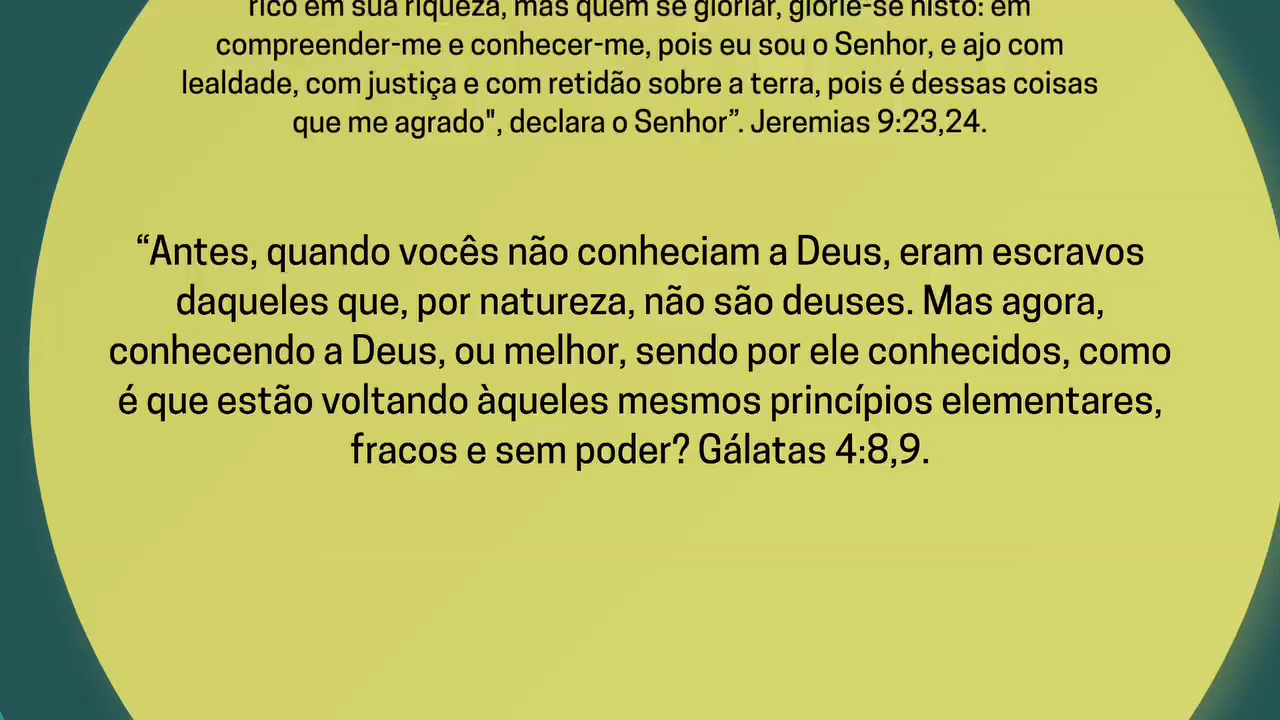 rico em sua riqueza, mas quem se gloriar, glorie-se nisto: em
compreender-me e conhecer-me, pois eu sou o Senhor, e ajo com
lealdade, com justiça e com retidão sobre a terra, pois é dessas coisas
que me agrado", declara o Senhor”. Jeremias 9:23,24.
“Antes, quando vocês não conheciam a Deus, eram escravos
daqueles que, por natureza, não são deuses. Mas agora,
conhecendo a Deus, ou melhor, sendo por ele conhecidos, como
é que estão voltando àqueles mesmos princípios elementares,
fracos e sem poder? Gálatas 4:8,9.